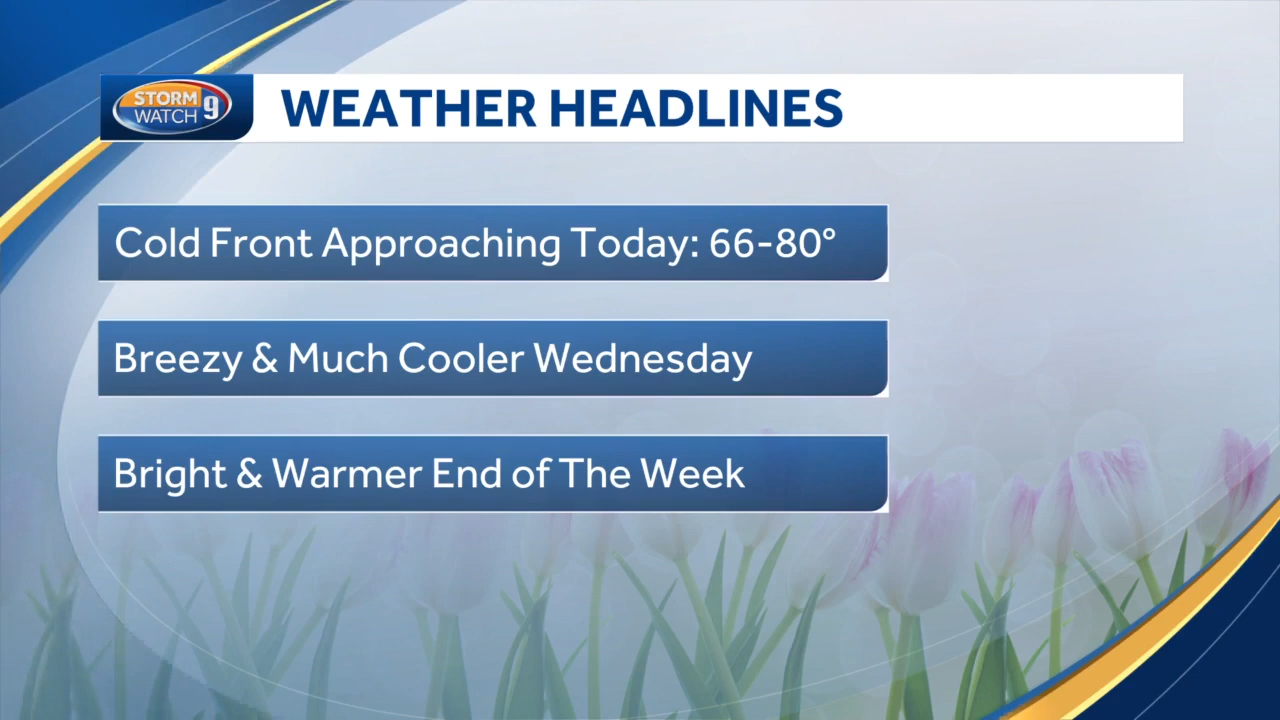 STORM
WATCH 9
WEATHER HEADLINES
Cold Front Approaching Today: 66-80°
Breezy & Much Cooler Wednesday
Bright & Warmer End of The Week